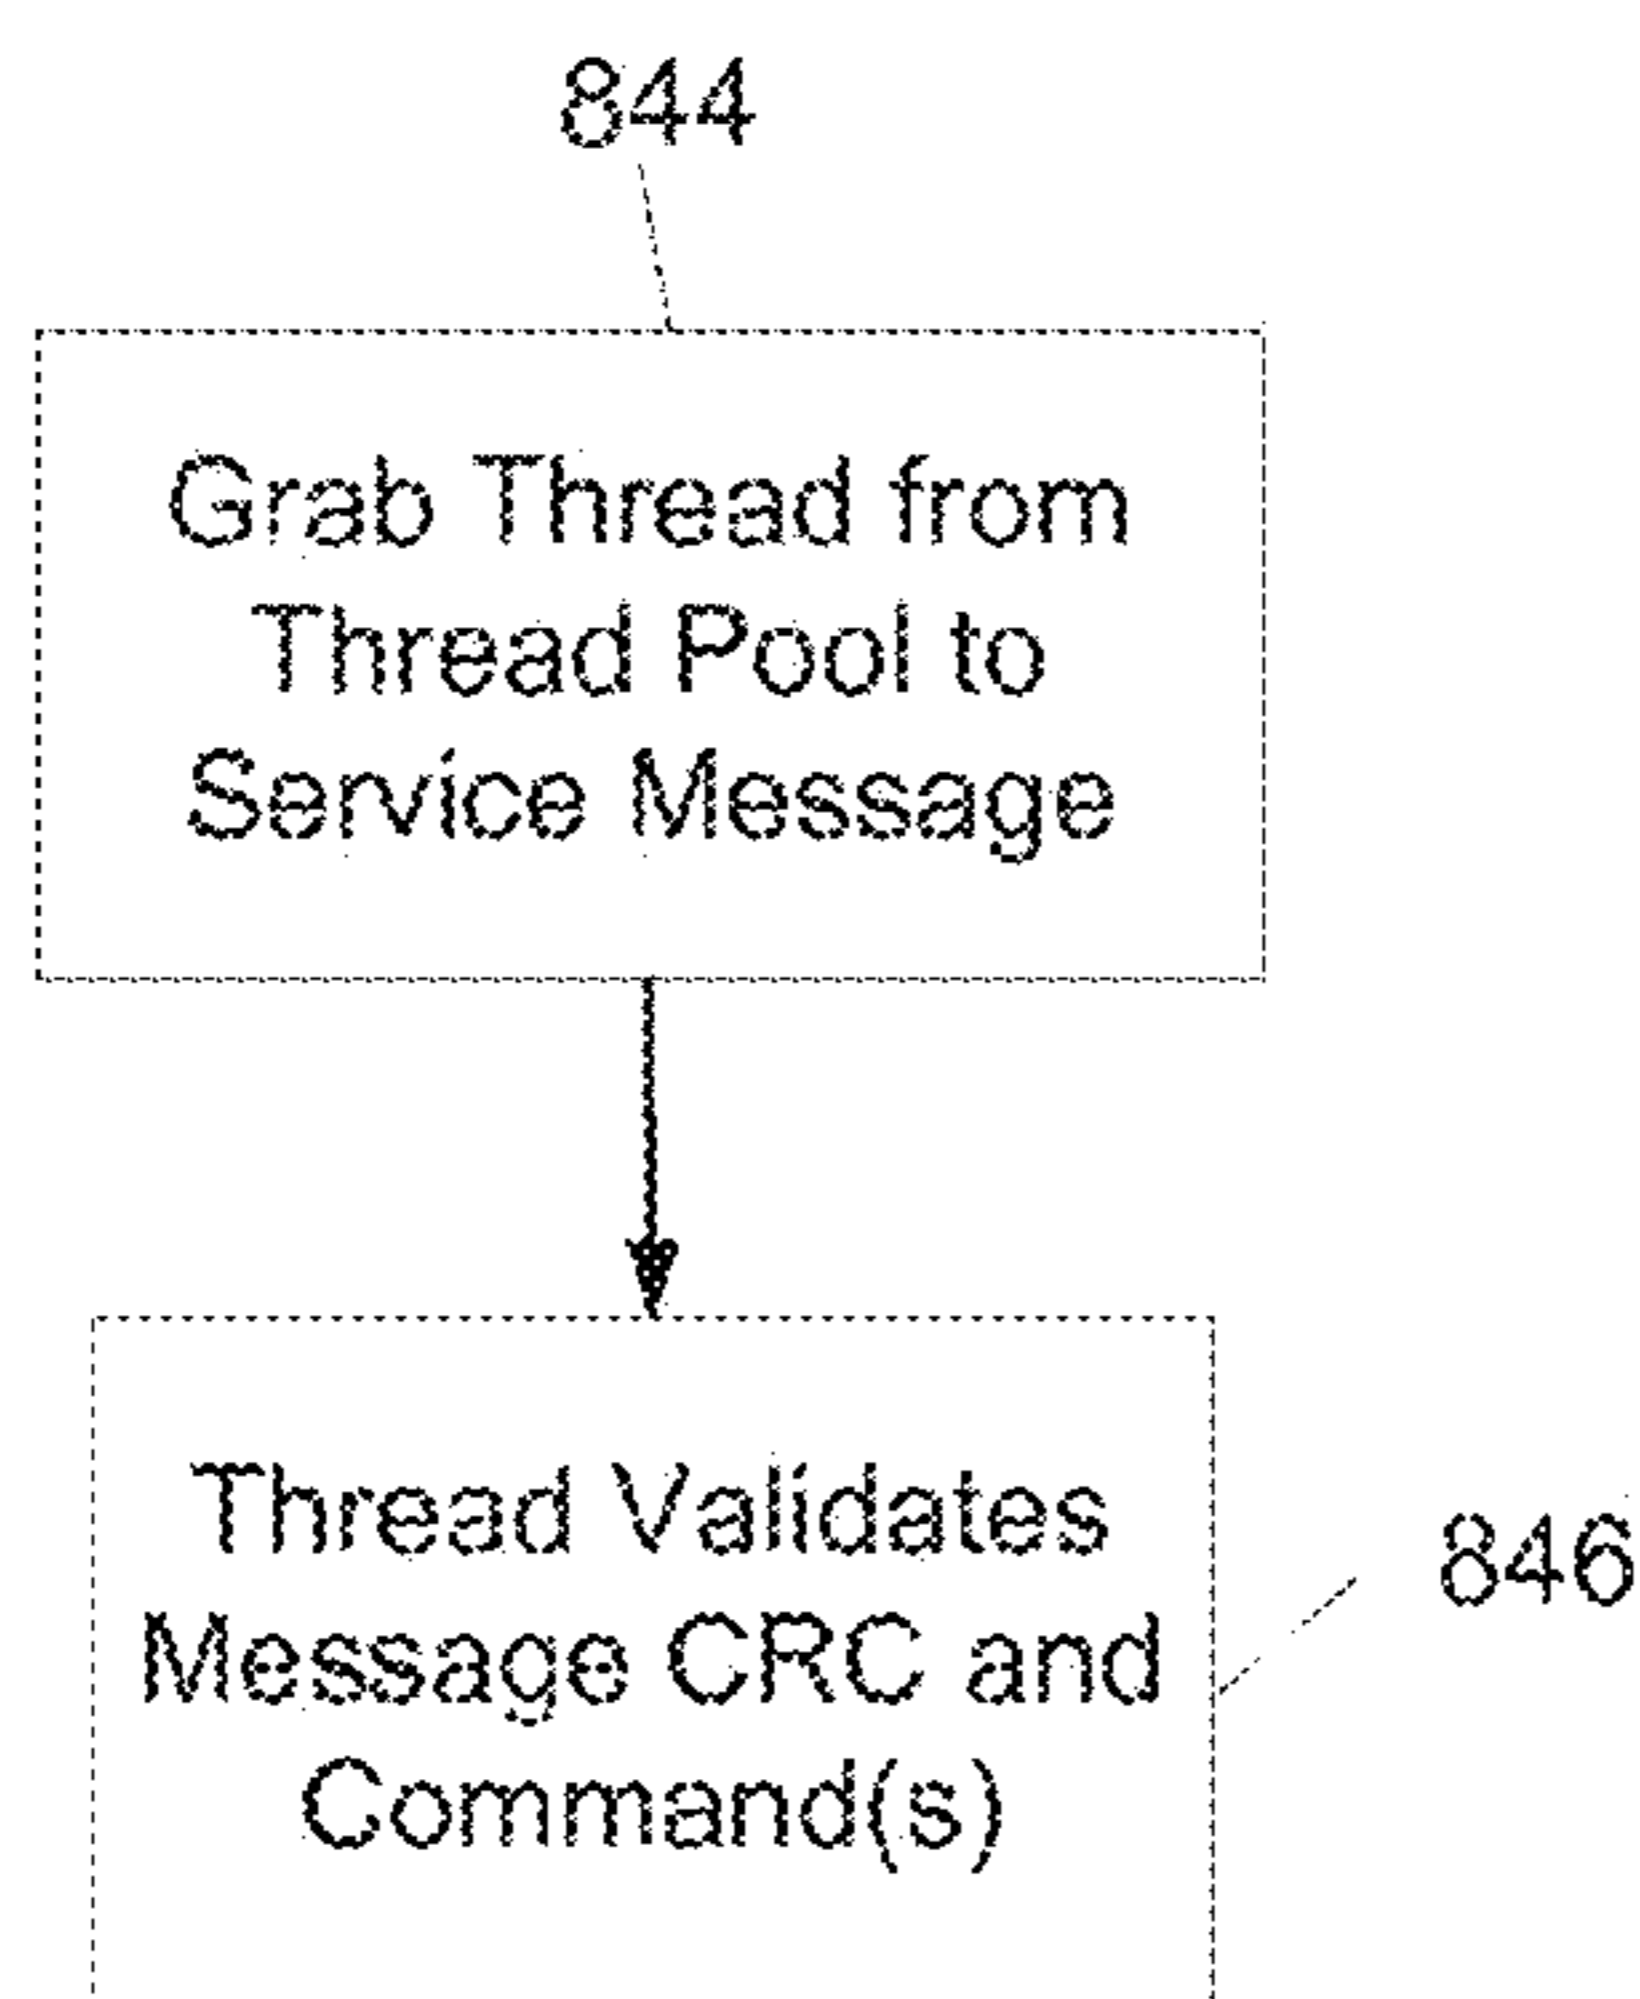 844
Grab Thread from
Thread Pool to
Service Message
Thread Validates
Message CRC and
Command(s)
846